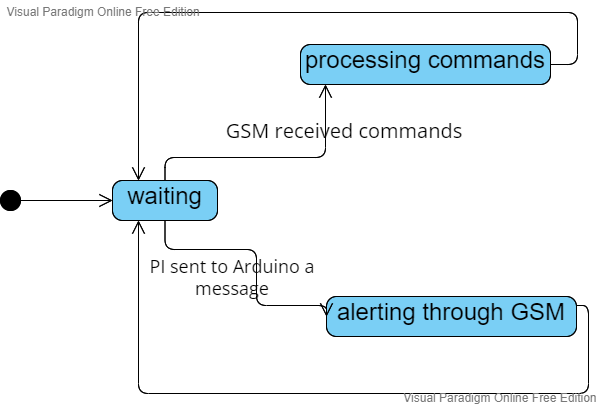 Visual Paradigm Online Free Edition
processing commands
GSM received commands
waiting
PI sent to Arduino a
message
alerting through GSM
Visual Paradigm Online Free Edition